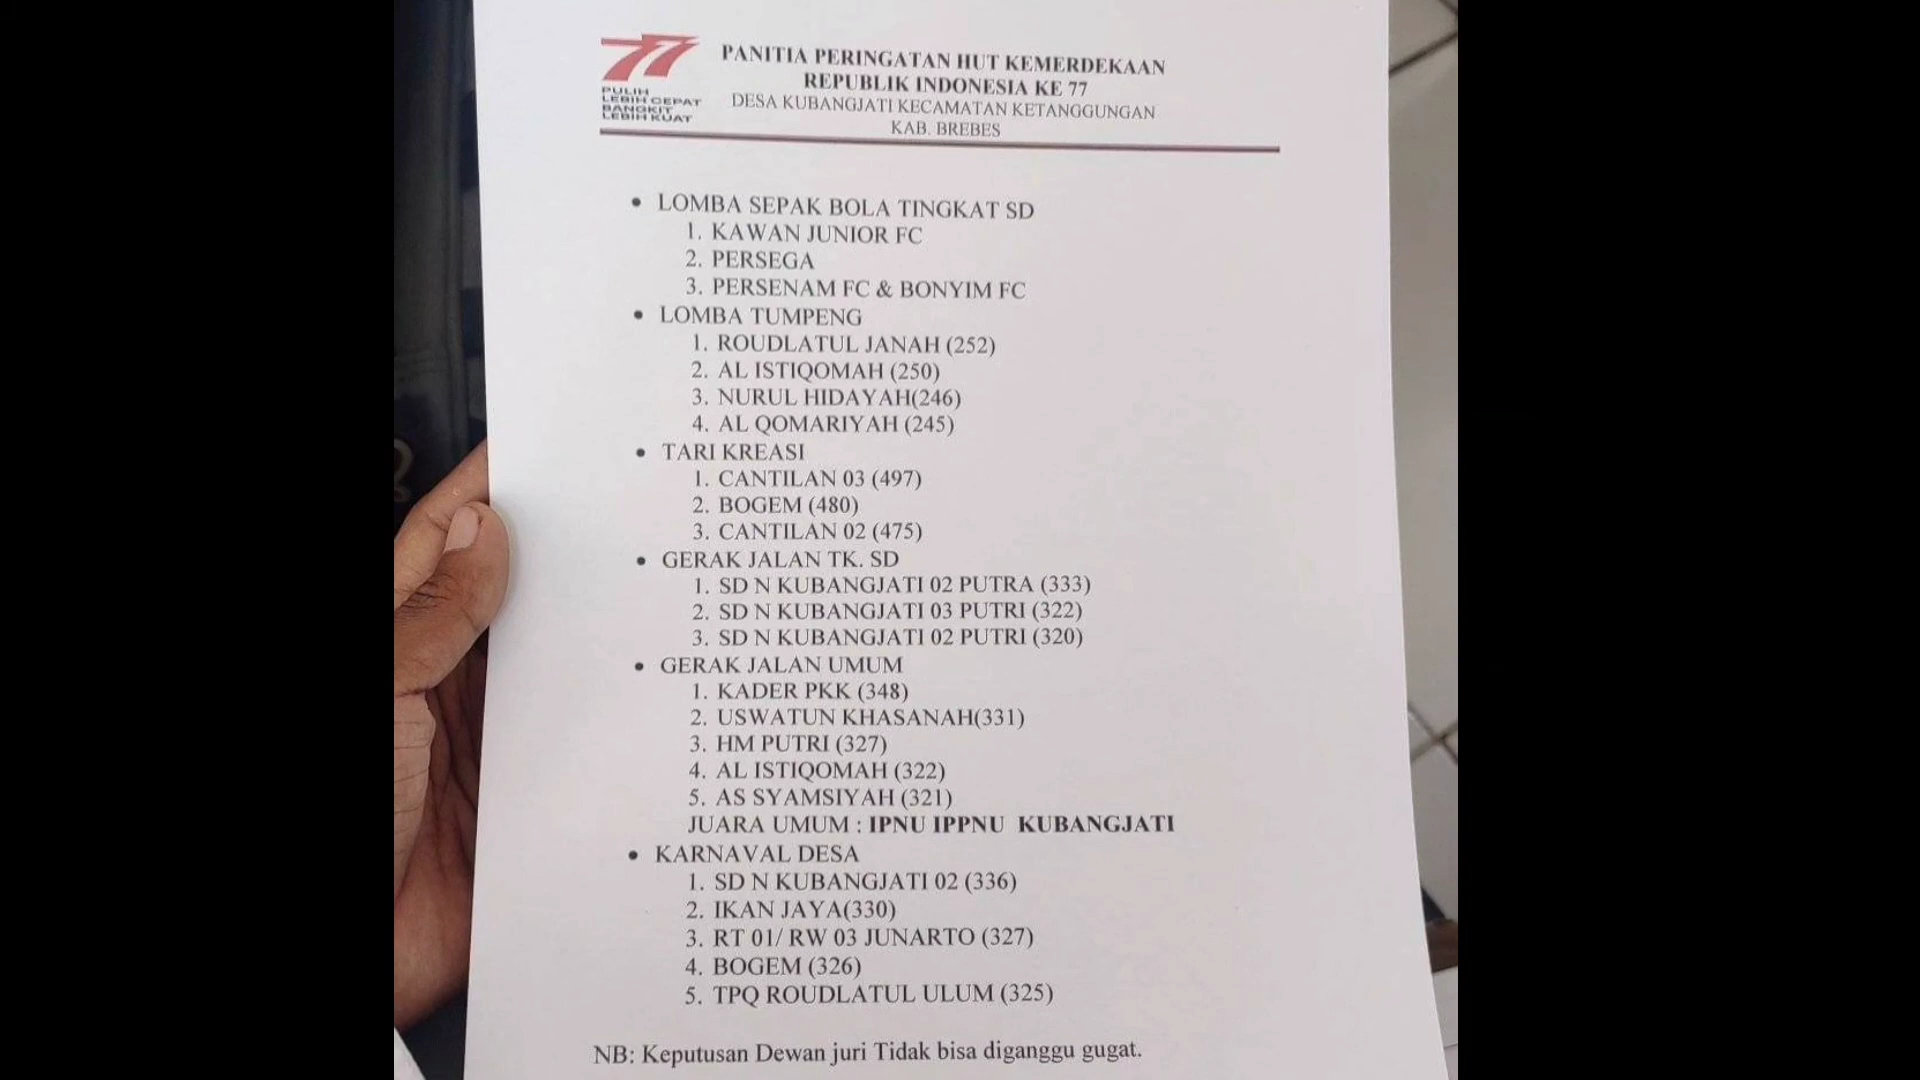 77
PULIH
LEBIH CEPAT
BANGKIT
LEBIH KUAT
PANITIA PERINGATAN HUT KEMERDEKAAN
REPUBLIK INDONESIA KE 77
DESA KUBANGJATI KECAMATAN KETANGGUNGAN
KAB. BREBES
• LOMBA SEPAK BOLA TINGKAT SD
1. KAWAN JUNIOR FC
2. PERSEGA
3. PERSENAM FC & BONYIM FC
• LOMBA TUMPENG
1. ROUDLATUL JANAH (252)
2. AL ISTIQOMAH (250)
3. NURUL HIDAYAH(246)
4. AL QOMARIYAH (245)
• TARI KREASI
1. CANTILAN 03 (497)
2. BOGEM (480)
3. CANTILAN 02 (475)
• GERAK JALAN TK. SD
1. SD N KUBANGJATI 02 PUTRA (333)
2. SD N KUBANGJATI 03 PUTRI (322)
3. SD N KUBANGJATI 02 PUTRI (320)
• GERAK JALAN UMUM
1. KADER PKK (348)
2. USWATUN KHASANAH(331)
3. HM PUTRI (327)
4. AL ISTIQOMAH (322)
5. AS SYAMSIYAH (321)
JUARA UMUM : IPNU IPPNU KUBANGJATI
• KARNAVAL DESA
1. SD N KUBANGJATI 02 (336)
2. IKAN JAYA(330)
3. RT 01/ RW 03 JUNARTO (327)
4. BOGEM (326)
5. TPQ ROUDLATUL ULUM (325)
NB: Keputusan Dewan juri Tidak bisa diganggu gugat.